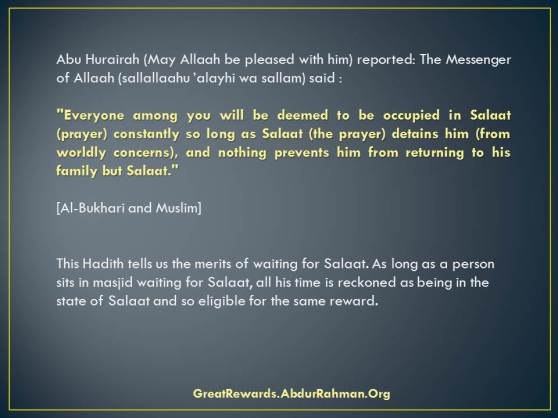 Abu Hurairah (May Allaah be pleased with him) reported: The Messenger
of Allaah (sallallaahu 'alayhi wa sallam) said :
"Everyone among you will be deemed to be occupied in Salaat
(prayer) constantly so long as Salaat (the prayer) detains him (from
worldly concerns), and nothing prevents him from returning to his
family but Salaat."
[Al-Bukhari and Muslim]
This Hadith tells us the merits of waiting for Salaat. As long as a person
sits in masjid waiting for Salaat, all his time is reckoned as being in the
state of Salaat and so eligible for the same reward.
GreatRewards.AbdurRahman.Org